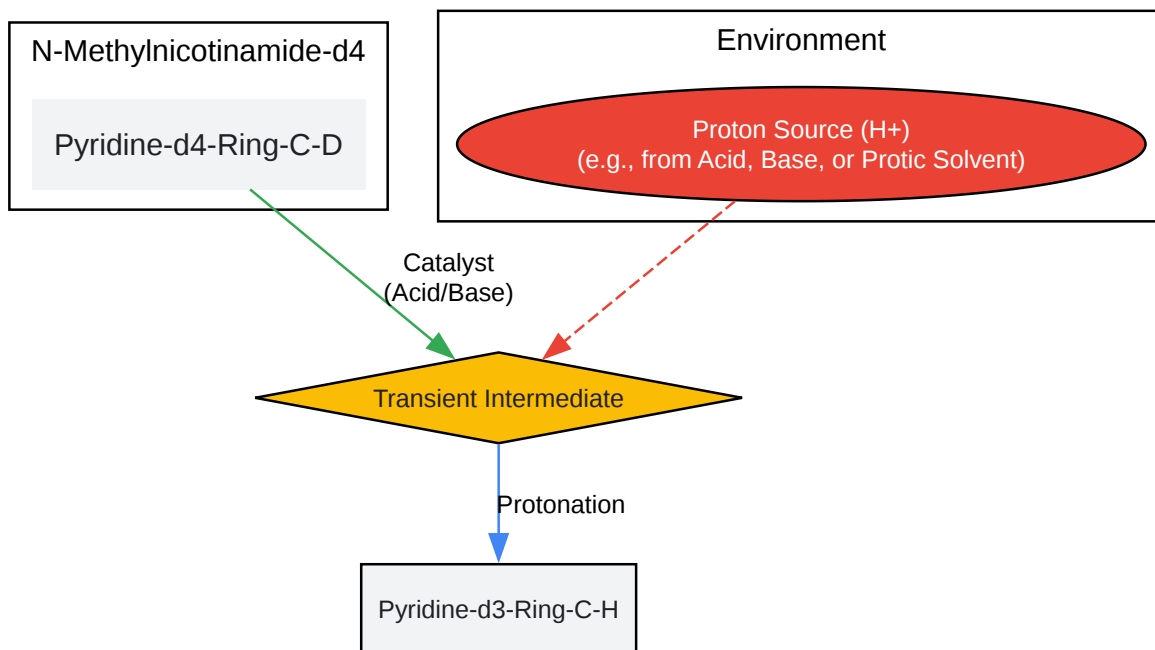 N-Methylnicotinamide-d4
Pyridine-d4-Ring-C-D
Environment
Proton Source (H+)
(e.g., from Acid, Base, or Protic Solvent)
Catalyst
(Acid/Base)
Transient Intermediate
Protonation
Pyridine-d3-Ring-C-H